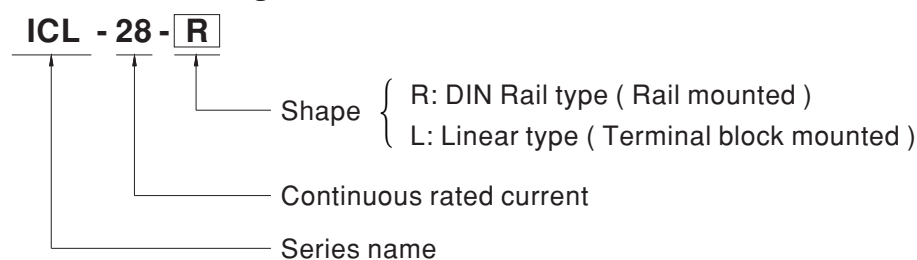 ICL - 28 - R
Shape { R: DIN Rail type ( Rail mounted )
L: Linear type ( Terminal block mounted )
Continuous rated current
Series name